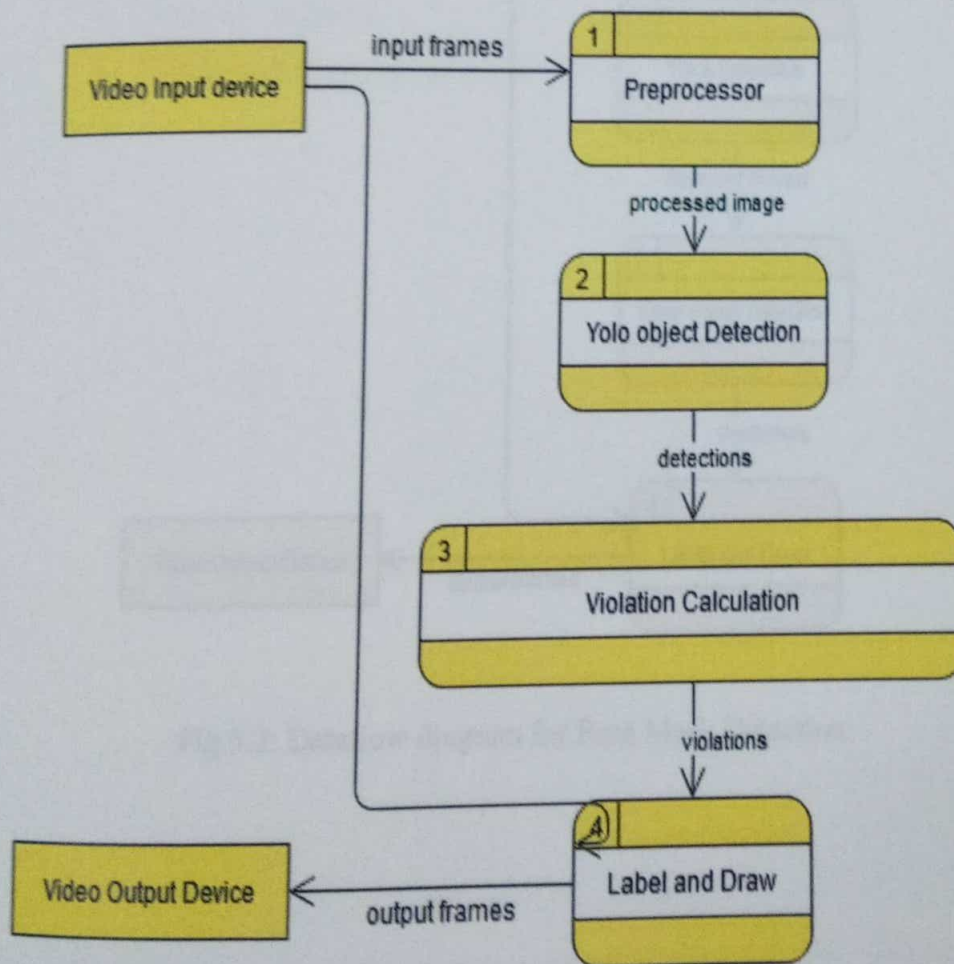 input frames
1
Video Input device
Preprocessor
processed image
2
Yolo object Detection
detections
3
Violation Calculation
violations
4
Label and Draw
Video Output Device
output frames